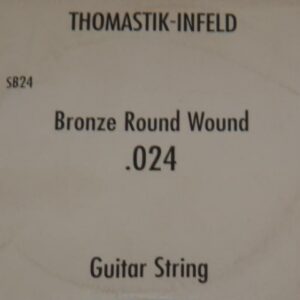 THOMASTIK-INFELD
SB24
Bronze Round Wound
.024
Guitar String